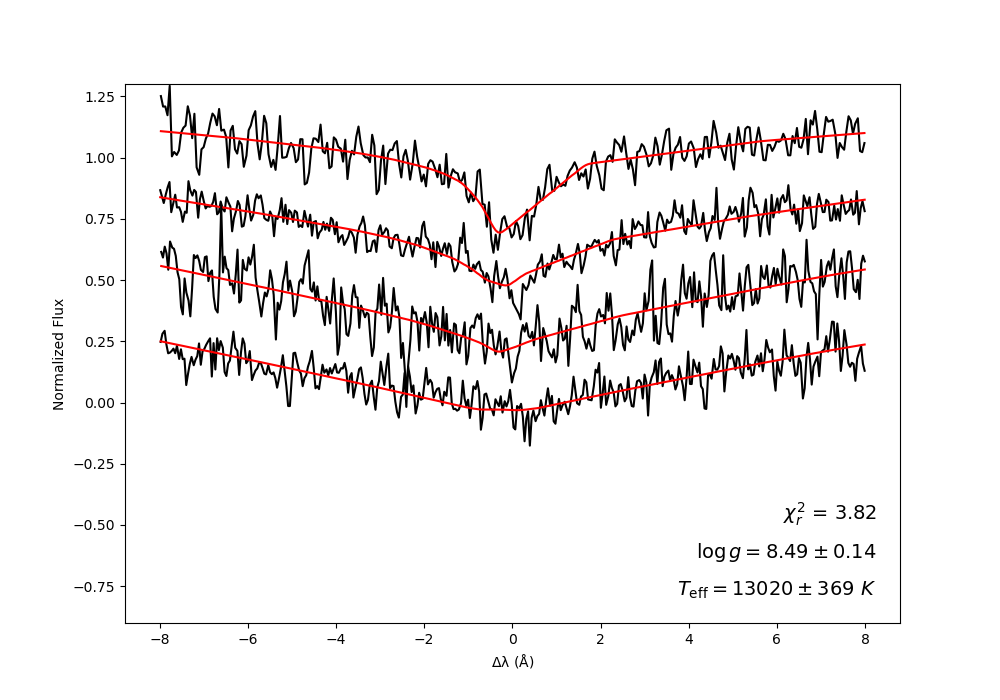 Normalized Flux
1.25
1.00
0.75
0.50
0.25
0.00
−0.25
−0.50
−0.75
χ²ᵣ = 3.82
log g = 8.49 ± 0.14
T_eff = 13020 ± 369 K
−8 −6 −4 −2 0 2 4 6 8
Δλ (Å)